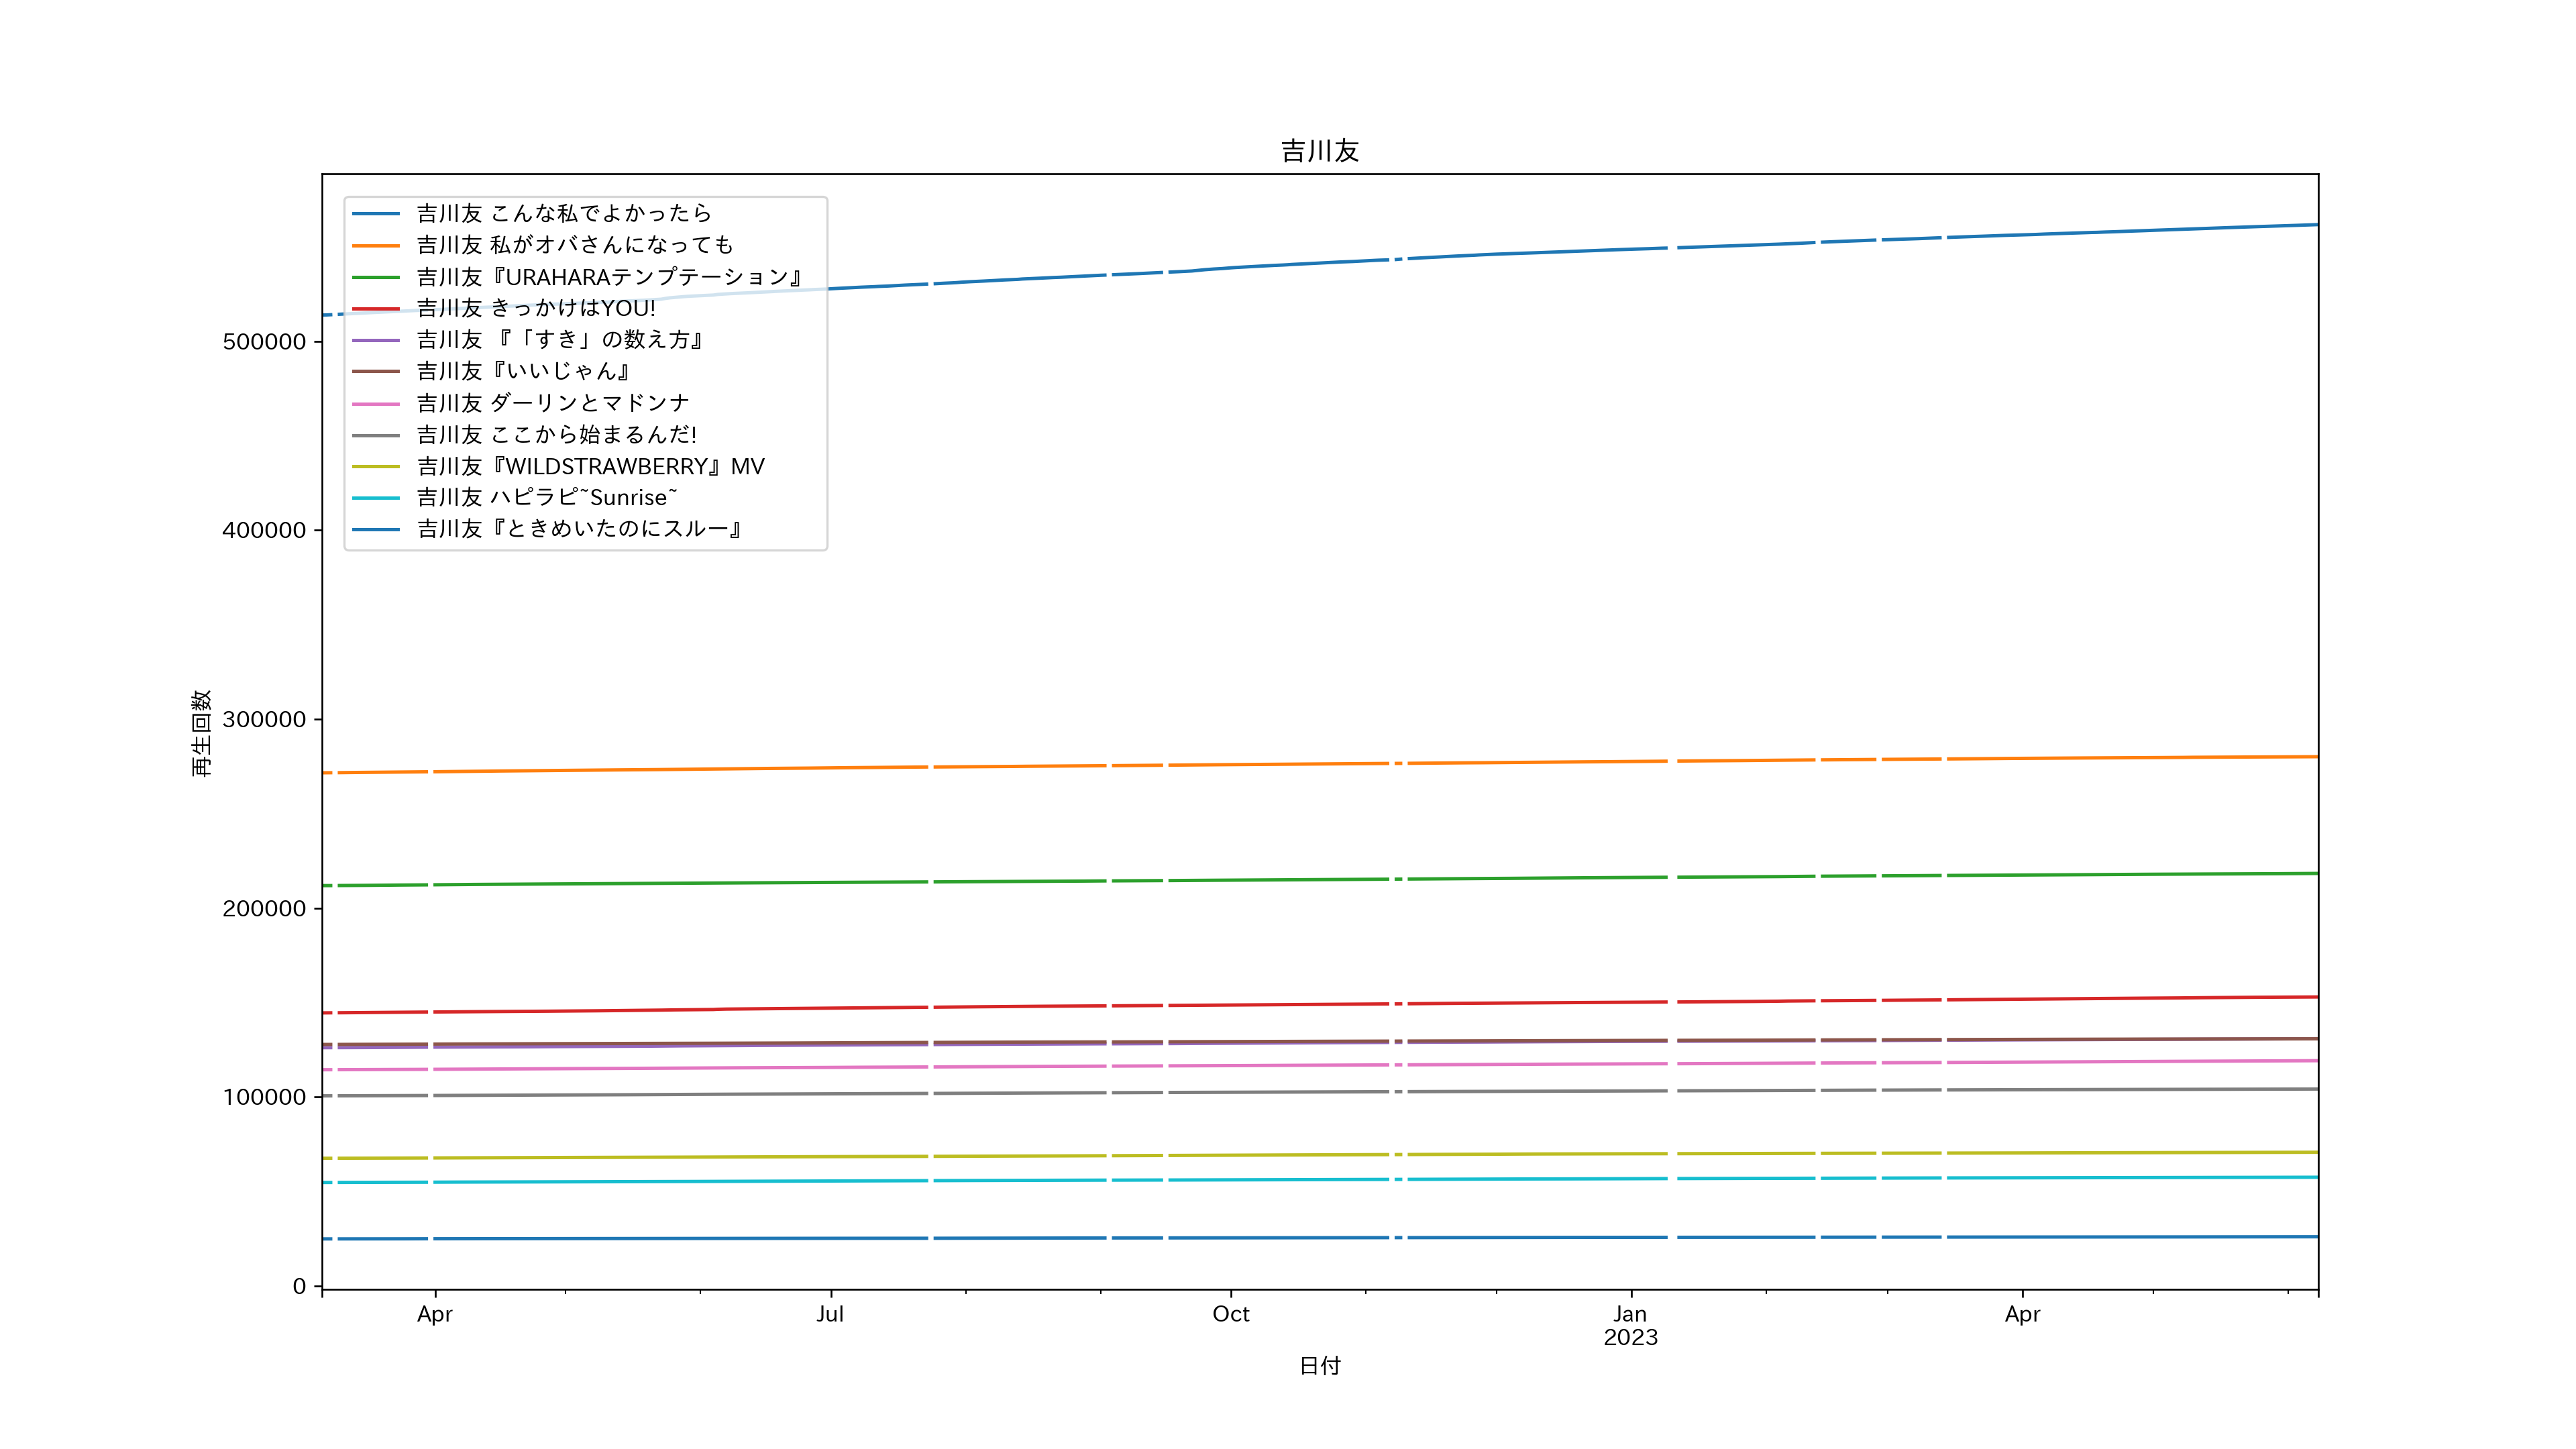 吉川友
吉川友 こんな私でよかったら
吉川友 私がオバさんになっても
吉川友『URAHARAテンプテーション』
吉川友 きっかけはYOU!
吉川友 『「すき」の数え方』
吉川友『いいじゃん』
吉川友 ダーリンとマドンナ
吉川友 ここから始まるんだ!
吉川友『WILDSTRAWBERRY』MV
吉川友 ハピラピ~Sunrise~
吉川友『ときめいたのにスルー』
500000
400000
300000
200000
100000
0
再生回数
Apr
Jul
Oct
Jan
2023
Apr
日付